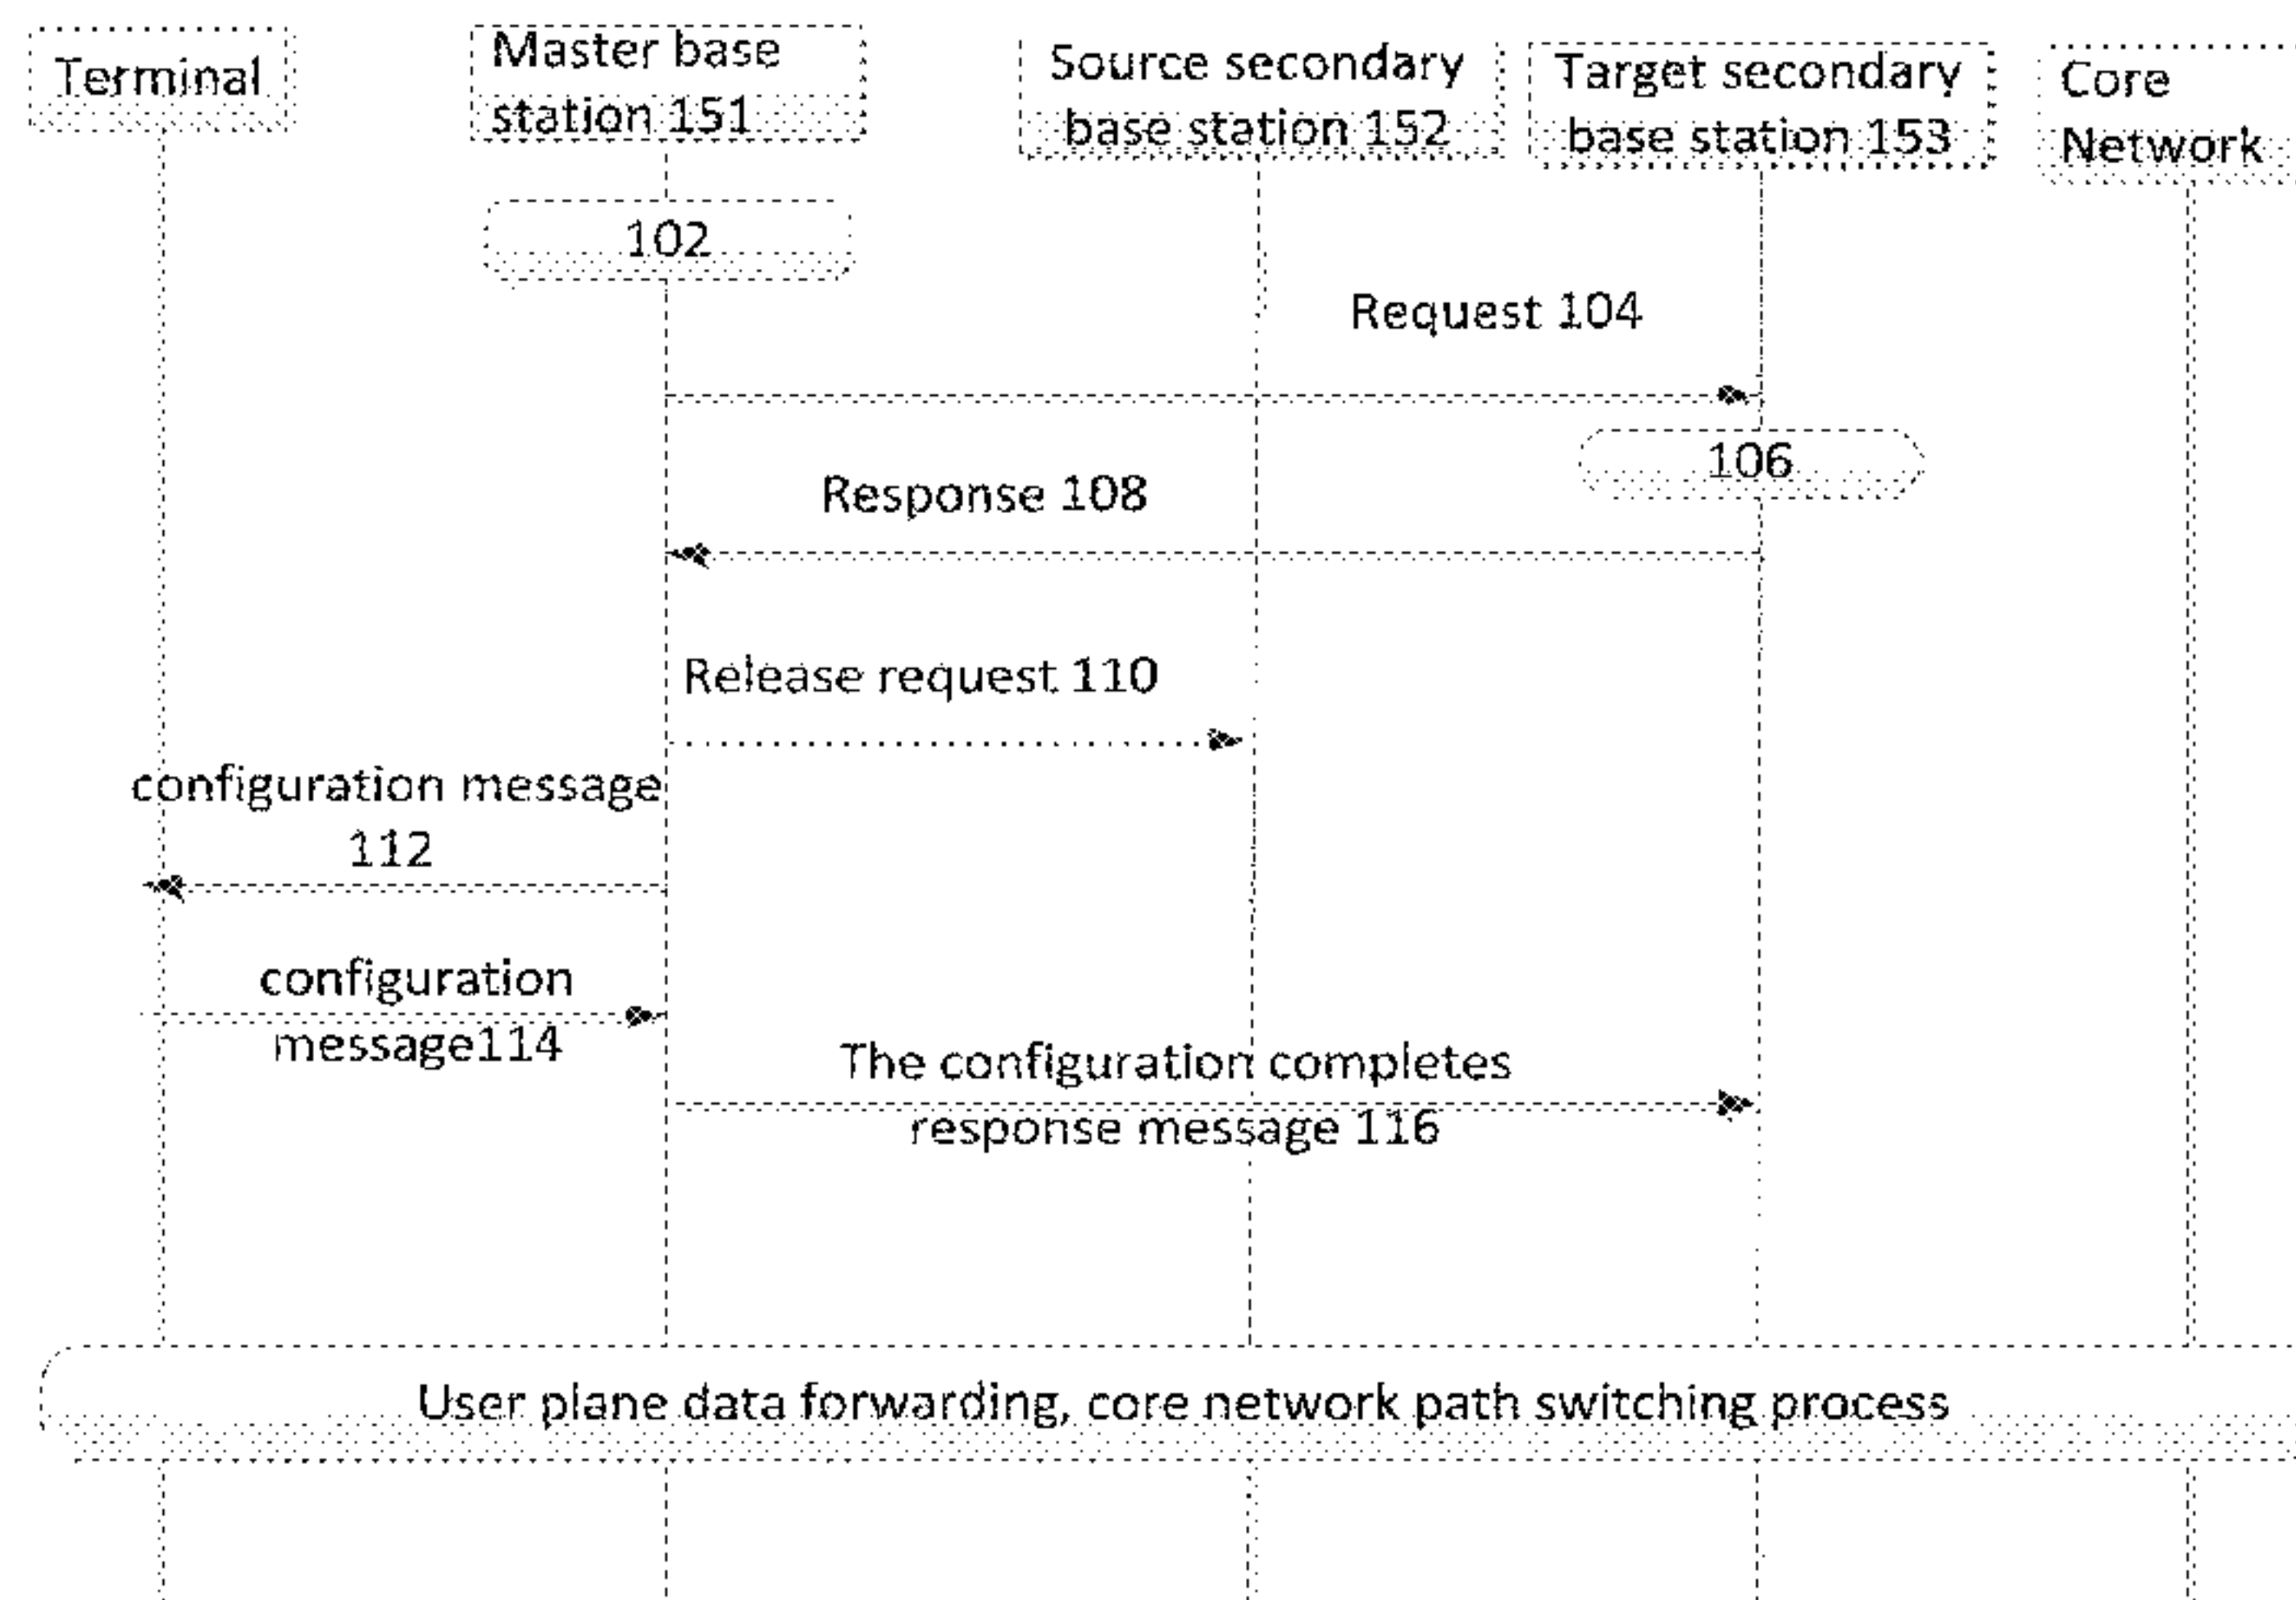 Terminal
Master base
station 151
Source secondary
base station 152
Target secondary
base station 153
Core
Network
102
Request 104
106
Response 108
Release request 110
configuration message
112
configuration
message114
The configuration completes
response message 116
User plane data forwarding, core network path switching process